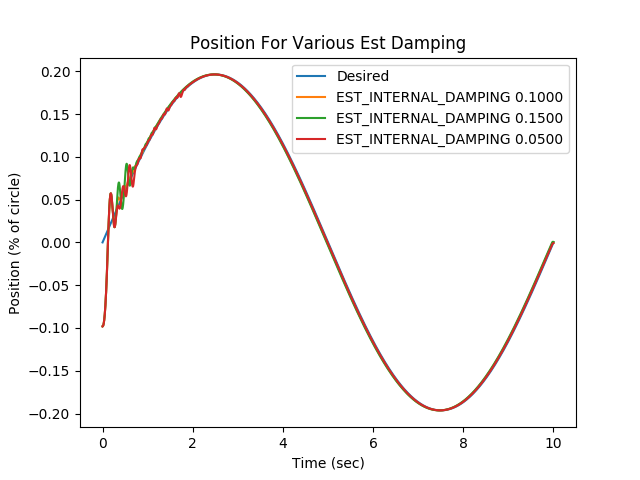 Position For Various Est Damping
Desired
EST_INTERNAL_DAMPING 0.1000
EST_INTERNAL_DAMPING 0.1500
EST_INTERNAL_DAMPING 0.0500
Position (% of circle)
0.20
0.15
0.10
0.05
0.00
−0.05
−0.10
−0.15
−0.20
0 2 4 6 8 10
Time (sec)